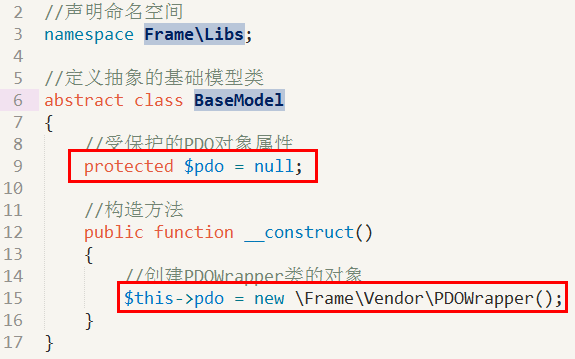 2 //声明命名空间
3 namespace Frame\Libs;
4
5 //定义抽象的基础模型类
6 abstract class BaseModel
7 {
8 //受保护的PDO对象属性
9 protected $pdo = null;
10
11 //构造方法
12 public function __construct()
13 {
14 //创建PDOWrapper类的对象
15 $this->pdo = new \Frame\Vendor\PDOWrapper();
16 }
17 }